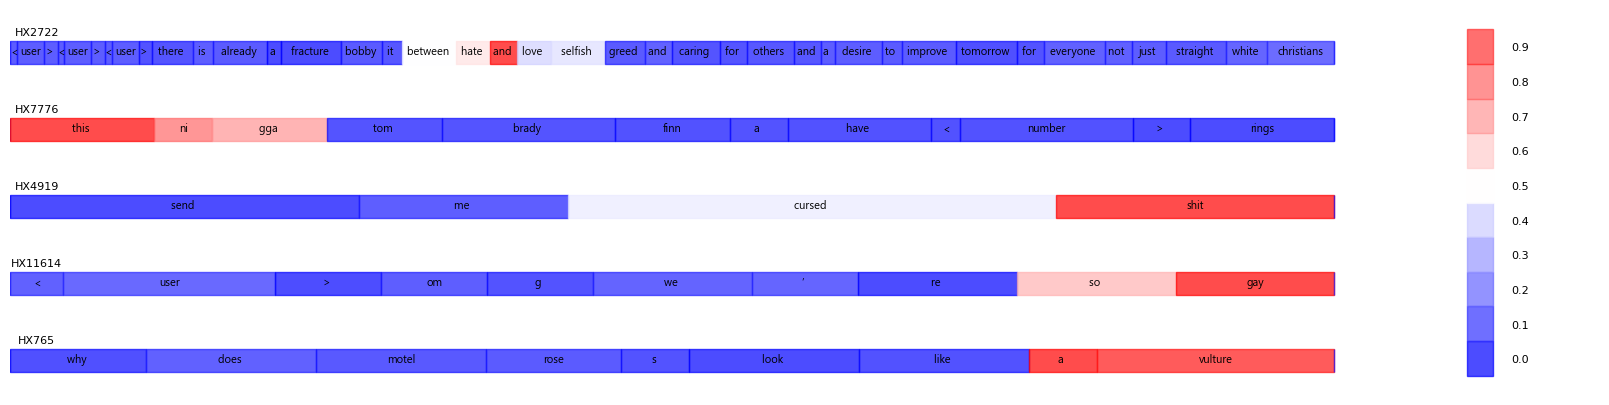 HX2722
< user > < user > < user > there is already a fracture bobby it between hate and love selfish greed and caring for others and a desire to improve tomorrow for everyone not just straight white christians
HX7776
this ni gga tom brady finn a have < number > rings
HX4919
send me cursed shit
HX11614
< user > om g we ' re so gay
HX765
why does motel rose s look like a vulture
0.9
0.8
0.7
0.6
0.5
0.4
0.3
0.2
0.1
0.0